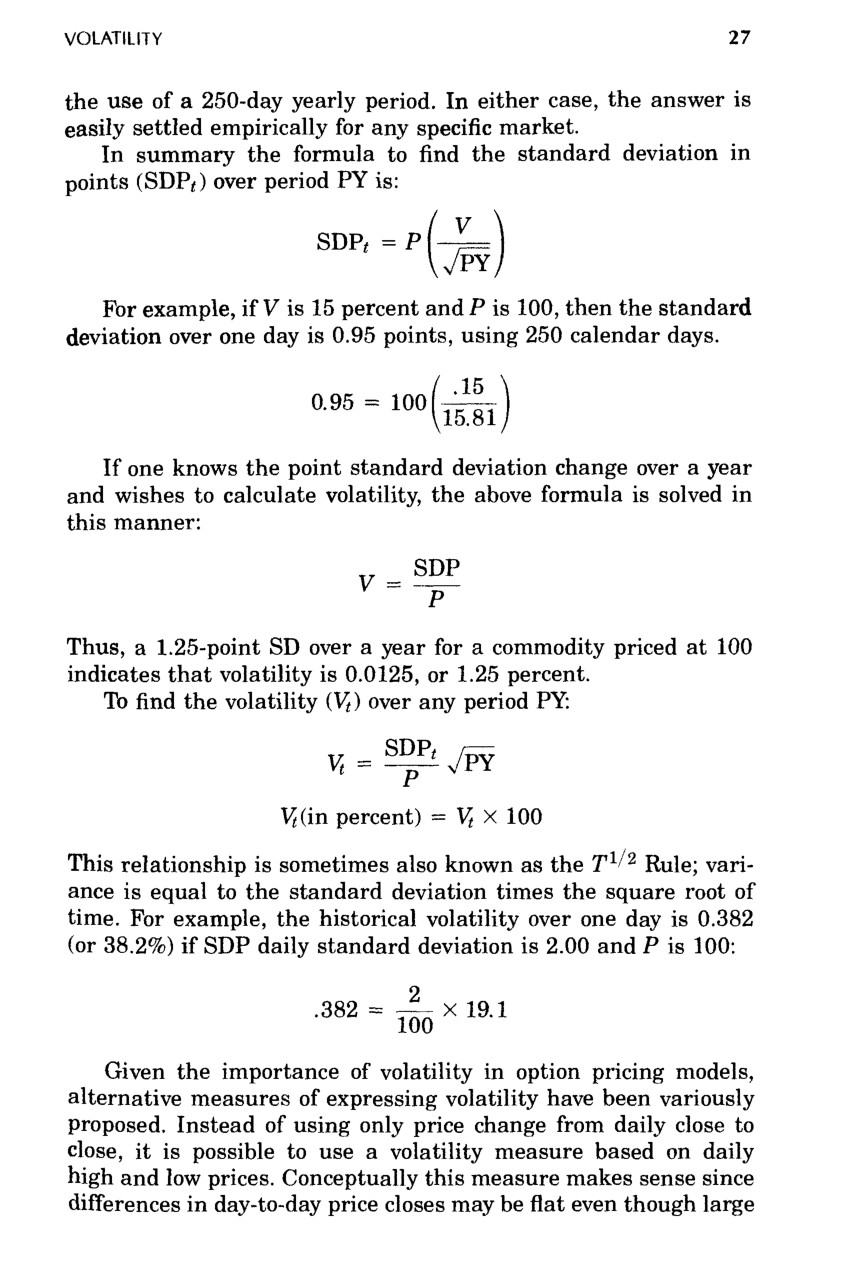 VOLATILITY 27
the use of a 250-day yearly period. In either case, the answer is
easily settled empirically for any specific market.
In summary the formula to find the standard deviation in
points (SDPt) over period PY is:
SDPt = P(V / √PY)
For example, if V is 15 percent and P is 100, then the standard
deviation over one day is 0.95 points, using 250 calendar days.
0.95 = 100(.15 / 15.81)
If one knows the point standard deviation change over a year
and wishes to calculate volatility, the above formula is solved in
this manner:
V = SDP / P
Thus, a 1.25-point SD over a year for a commodity priced at 100
indicates that volatility is 0.0125, or 1.25 percent.
To find the volatility (Vt) over any period PY:
Vt = SDPt / P √PY
Vt(in percent) = Vt × 100
This relationship is sometimes also known as the T1/2 Rule; vari-
ance is equal to the standard deviation times the square root of
time. For example, the historical volatility over one day is 0.382
(or 38.2%) if SDP daily standard deviation is 2.00 and P is 100:
.382 = 2 / 100 × 19.1
Given the importance of volatility in option pricing models,
alternative measures of expressing volatility have been variously
proposed. Instead of using only price change from daily close to
close, it is possible to use a volatility measure based on daily
high and low prices. Conceptually this measure makes sense since
differences in day-to-day price closes may be flat even though large